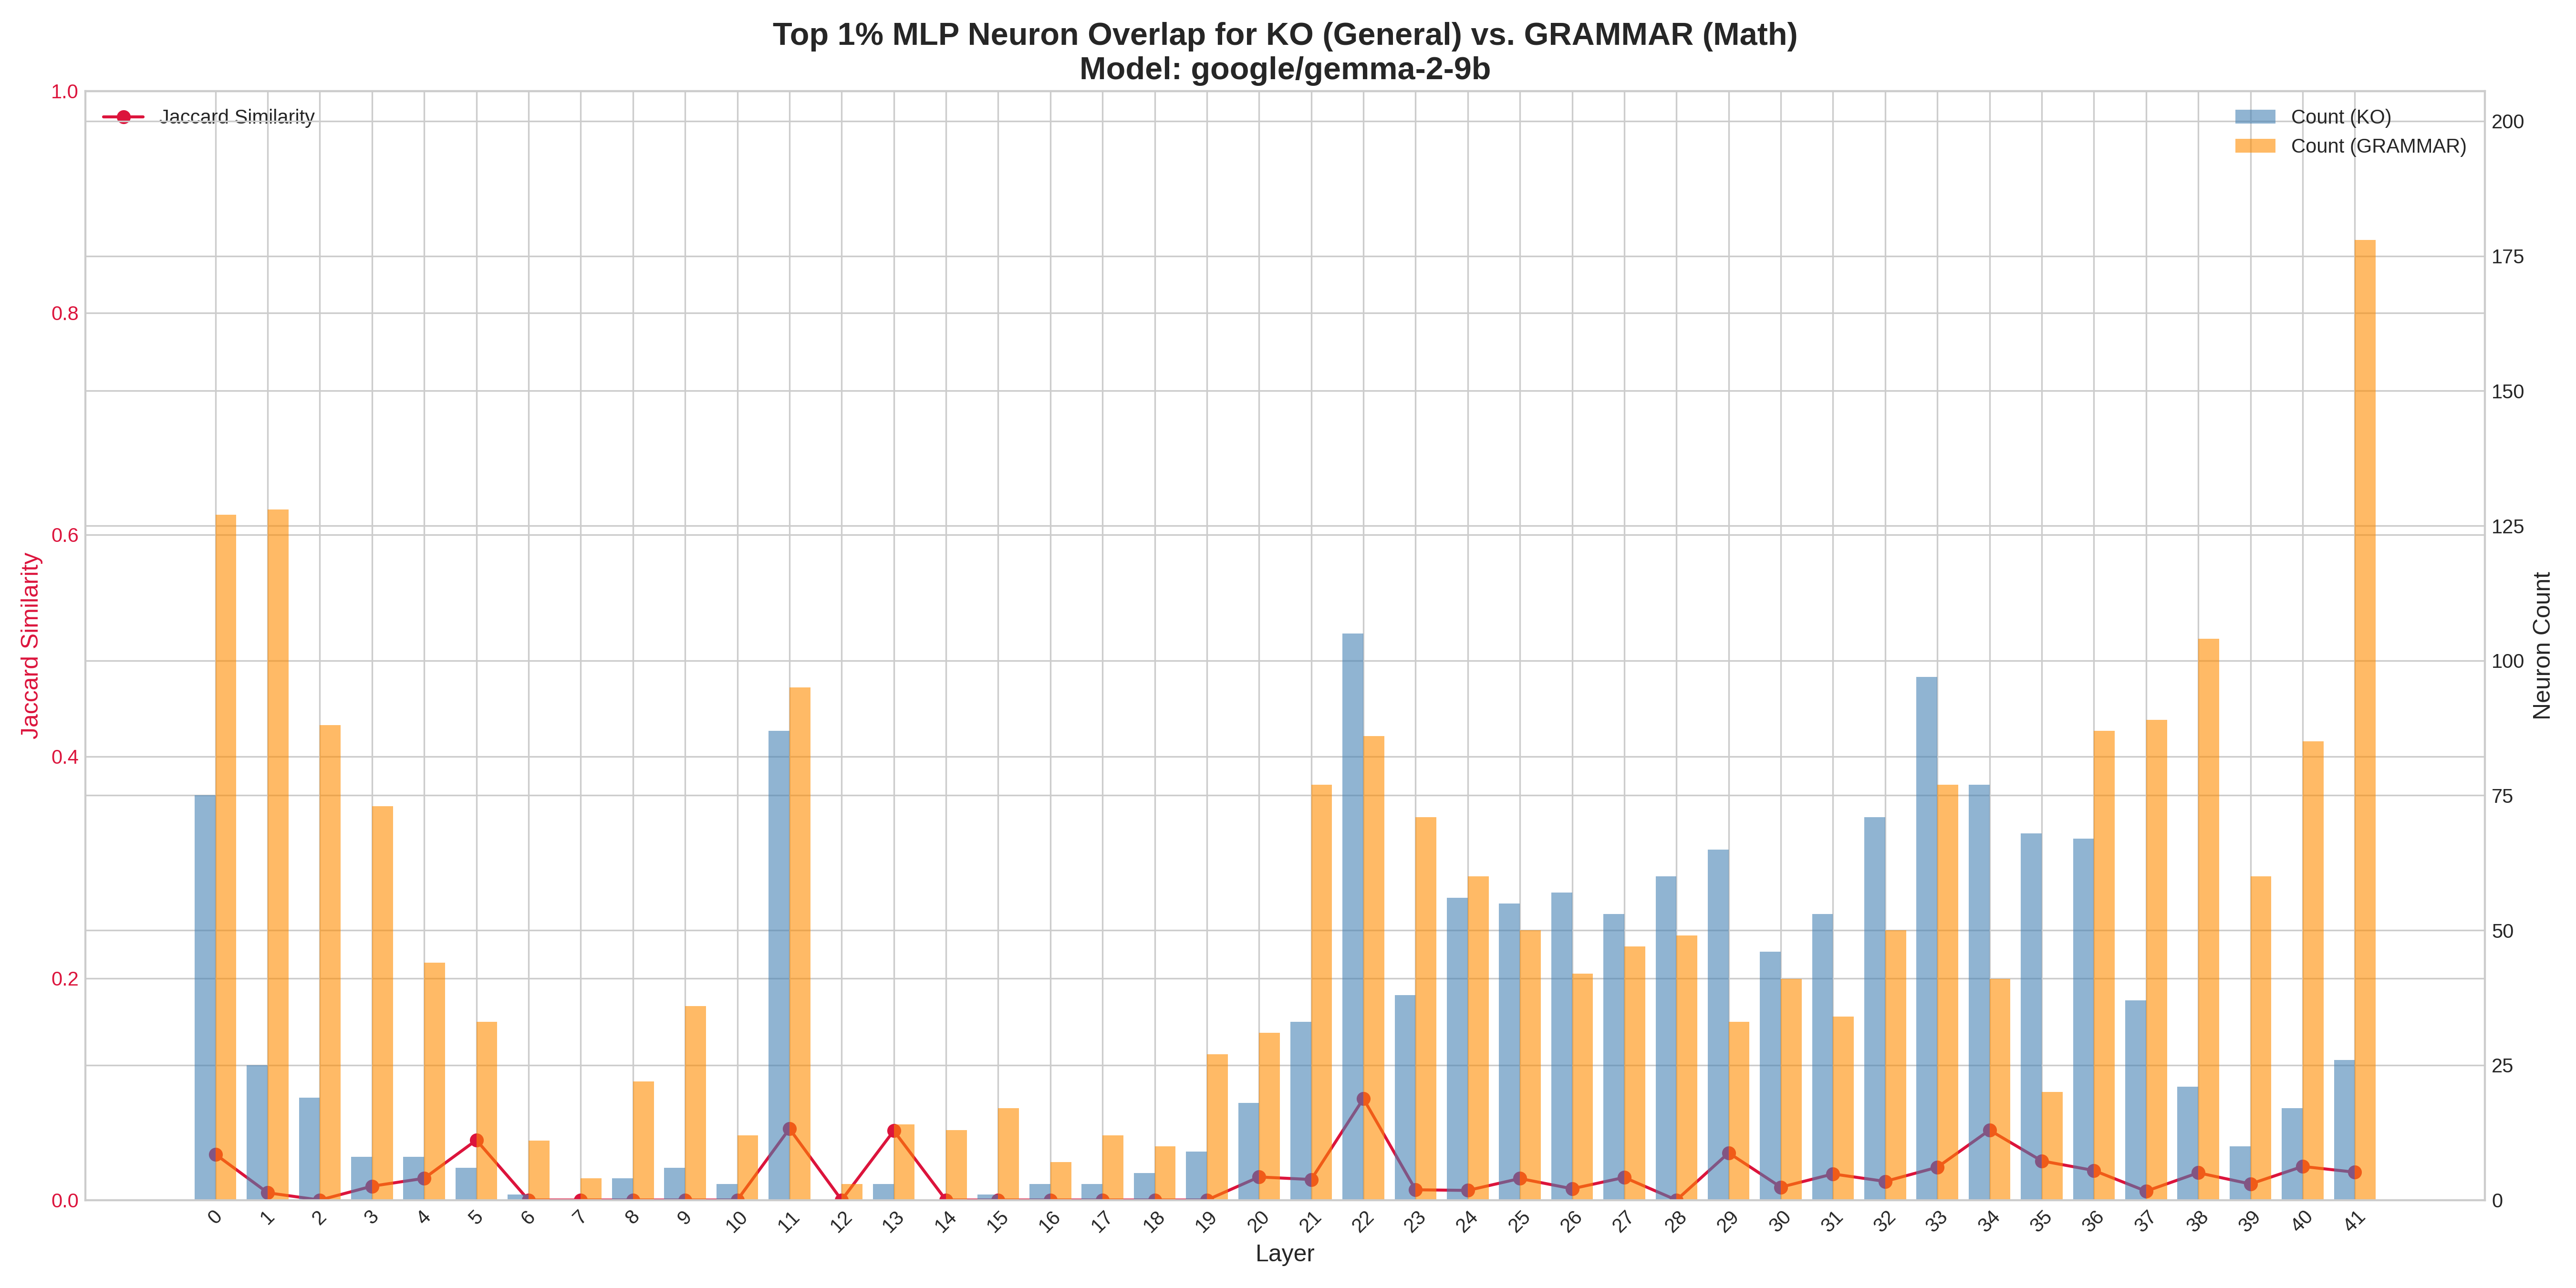 Top 1% MLP Neuron Overlap for KO (General) vs. GRAMMAR (Math)
Model: google/gemma-2-9b
Jaccard Similarity
Count (KO)
Count (GRAMMAR)
1.0
0.8
0.6
0.4
0.2
0.0
Jaccard Similarity
200
175
150
125
100
75
50
25
0
Neuron Count
0 1 2 3 4 5 6 7 8 9 10 11 12 13 14 15 16 17 18 19 20 21 22 23 24 25 26 27 28 29 30 31 32 33 34 35 36 37 38 39 40 41
Layer